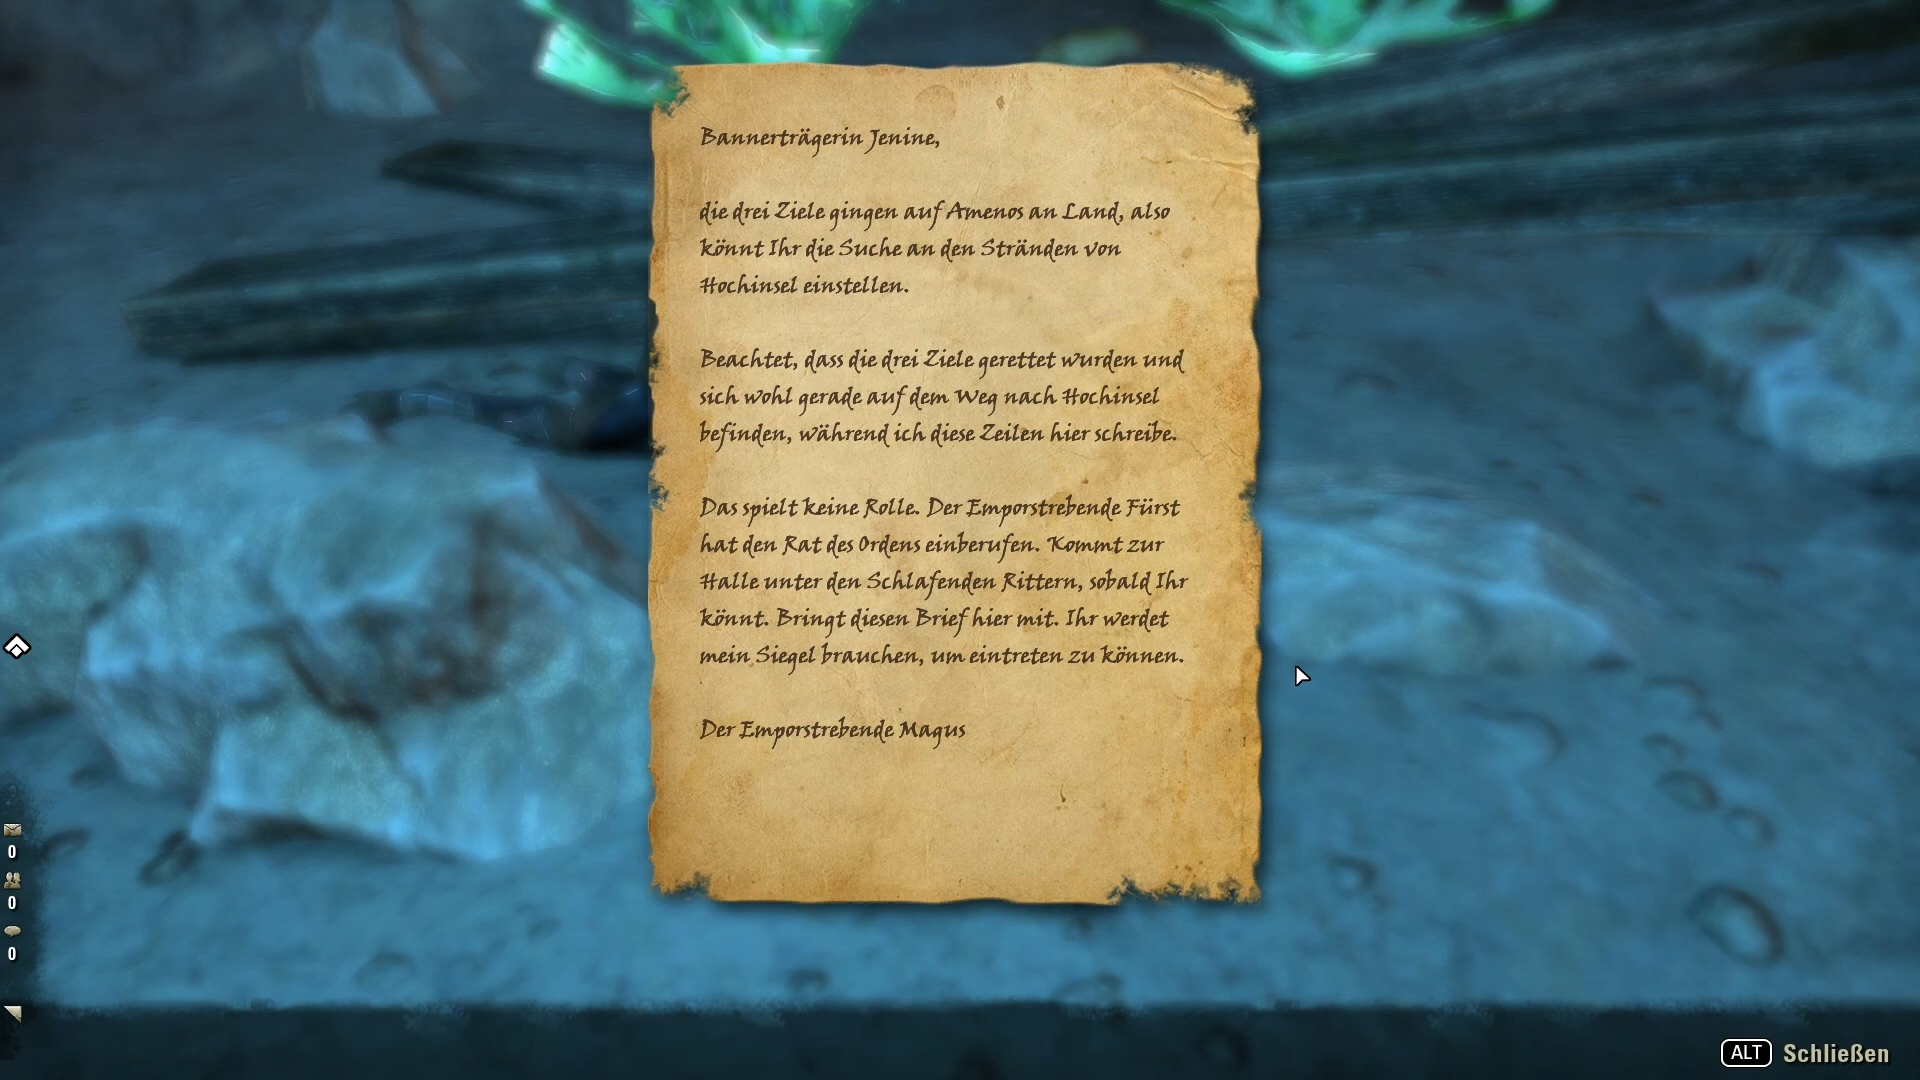 Bannerträgerin Jenine,
die drei Ziele gingen auf Amenos an Land, also
könnt Ihr die Suche an den Stränden von
Hochinsel einstellen.
Beachtet, dass die drei Ziele gerettet wurden und
sich wohl gerade auf dem Weg nach Hochinsel
befinden, während ich diese Zeilen hier schreibe.
Das spielt keine Rolle. Der Emporstrebende Fürst
hat den Rat des Ordens einberufen. Kommt zur
Halle unter den Schlafenden Rittern, sobald Ihr
könnt. Bringt diesen Brief hier mit. Ihr werdet
mein Siegel brauchen, um eintreten zu können.
Der Emporstrebende Magus
0
0
0
ALT Schließen